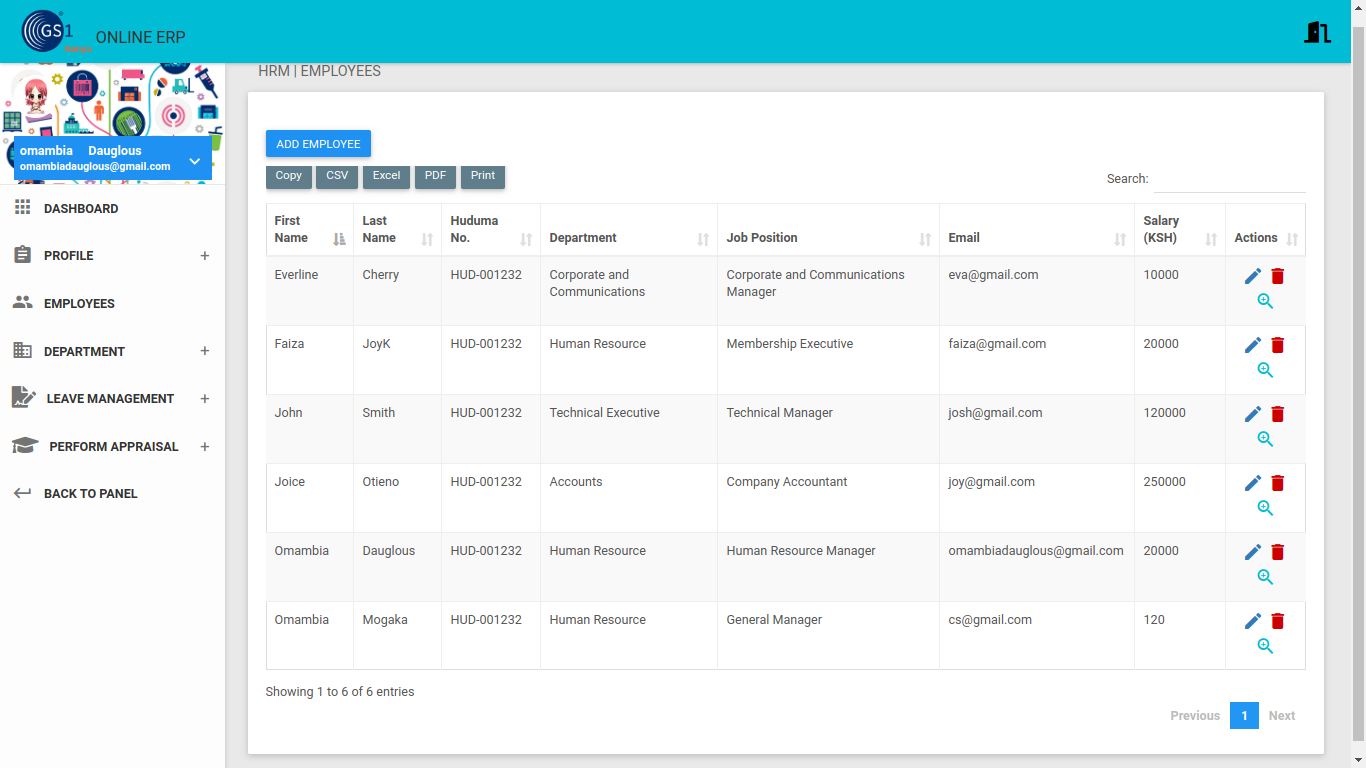 GS1
ONLINE ERP
HRM | EMPLOYEES
omambia Dauglous
omambiadauglous@gmail.com
DASHBOARD
PROFILE +
EMPLOYEES
DEPARTMENT +
LEAVE MANAGEMENT +
PERFORM APPRAISAL +
BACK TO PANEL
ADD EMPLOYEE
Copy CSV Excel PDF Print
Search:
First Name Last Name Huduma No. Department Job Position Email Salary (KSH) Actions
Everline Cherry HUD-001232 Corporate and Communications Corporate and Communications Manager eva@gmail.com 10000
Faiza JoyK HUD-001232 Human Resource Membership Executive faiza@gmail.com 20000
John Smith HUD-001232 Technical Executive Technical Manager josh@gmail.com 120000
Joice Otieno HUD-001232 Accounts Company Accountant joy@gmail.com 250000
Omambia Dauglous HUD-001232 Human Resource Human Resource Manager omambiadauglous@gmail.com 20000
Omambia Mogaka HUD-001232 Human Resource General Manager cs@gmail.com 120
Showing 1 to 6 of 6 entries
Previous 1 Next